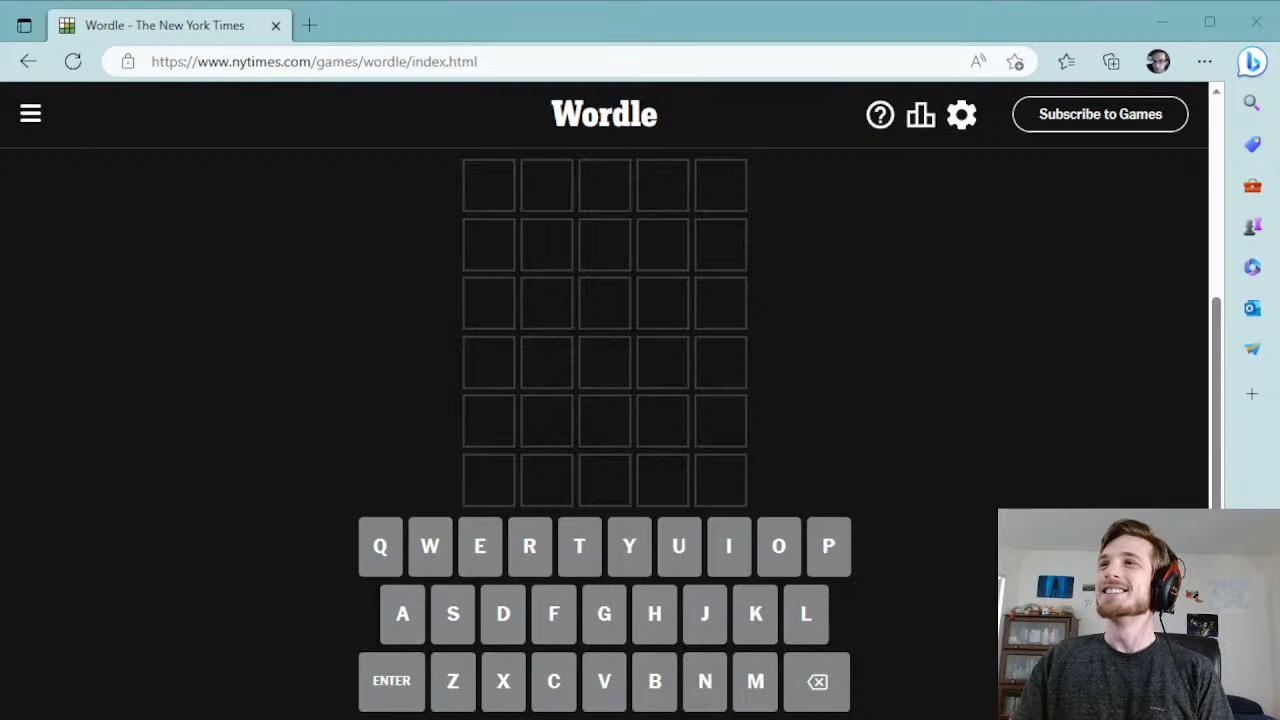 Wordle - The New York Times
https://www.nytimes.com/games/wordle/index.html
Wordle
Subscribe to Games
Q W E R T Y U I O P
A S D F G H J K L
ENTER Z X C V B N M